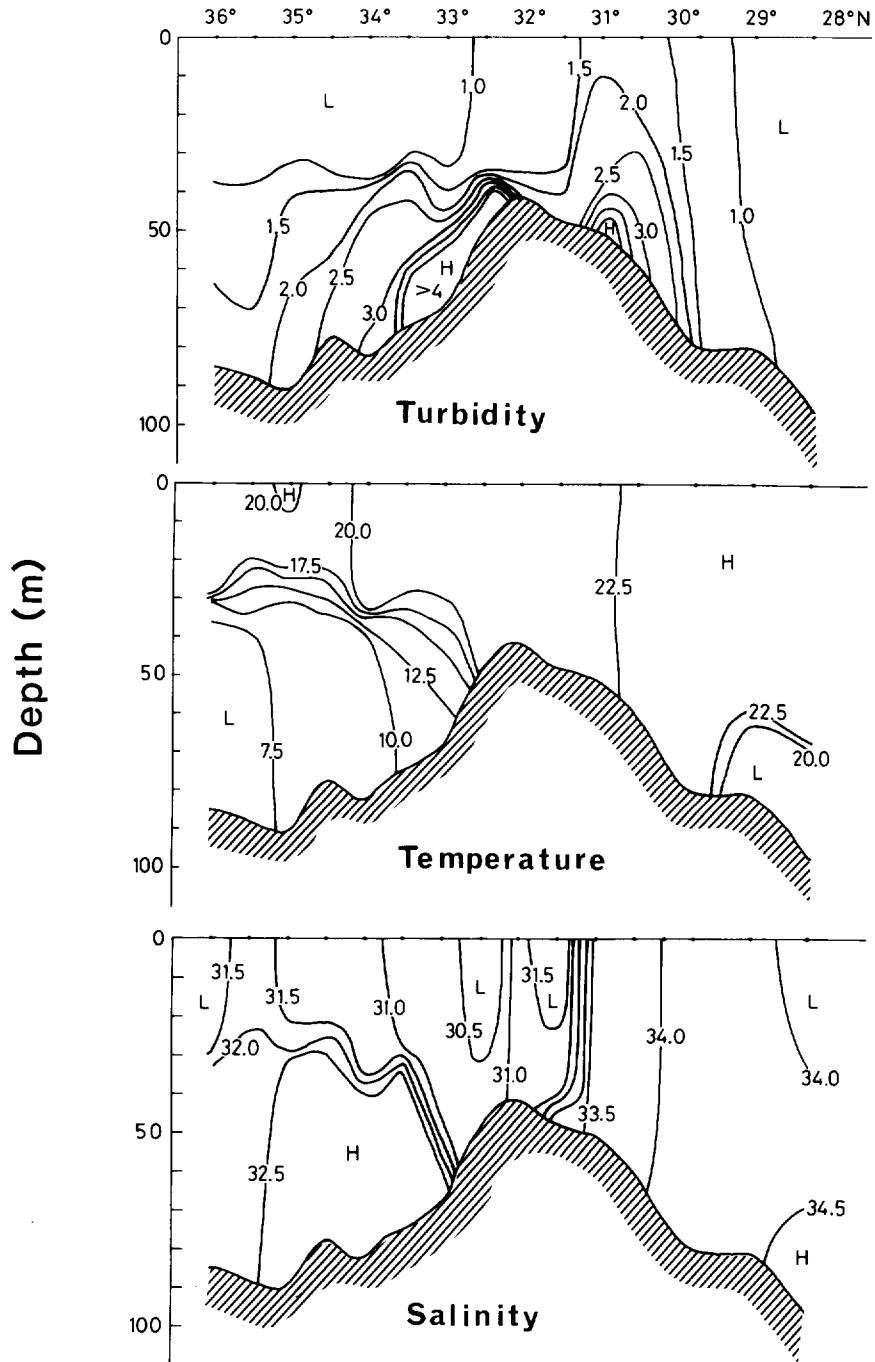 36° 35° 34° 33° 32° 31° 30° 29° 28°N
0
L
1.0
1.5
2.0
L
1.5
2.5
50
1.5
H
3.0
1.0
2.0
2.5
H
>4
3.0
100
Turbidity
Depth (m)
0
20.0
H
20.0
17.5
H
22.5
50
12.5
L
7.5
10.0
22.5
20.0
L
100
Temperature
0
31.5
L
31.5
31.0
L
30.5
31.5
L
L
32.0
34.0
31.0
34.0
33.5
50
H
32.5
34.5
H
100
Salinity